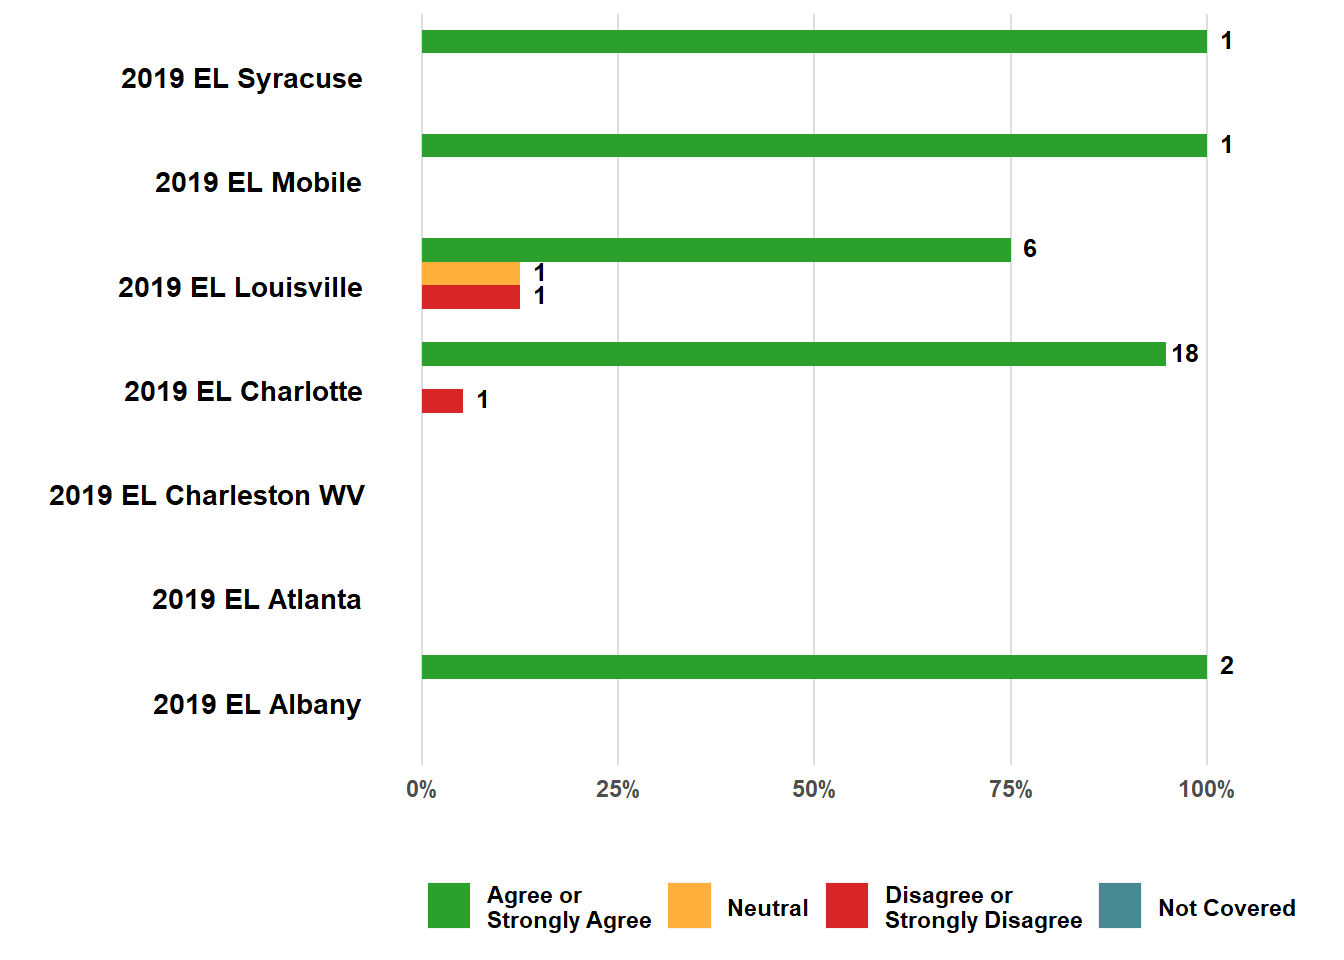 1
2019 EL Syracuse
1
2019 EL Mobile
6
1
2019 EL Louisville
1
18
2019 EL Charlotte
1
2019 EL Charleston WV
2019 EL Atlanta
2
2019 EL Albany
0% 25% 50% 75% 100%
Agree or
Strongly Agree
Neutral
Disagree or
Strongly Disagree
Not Covered